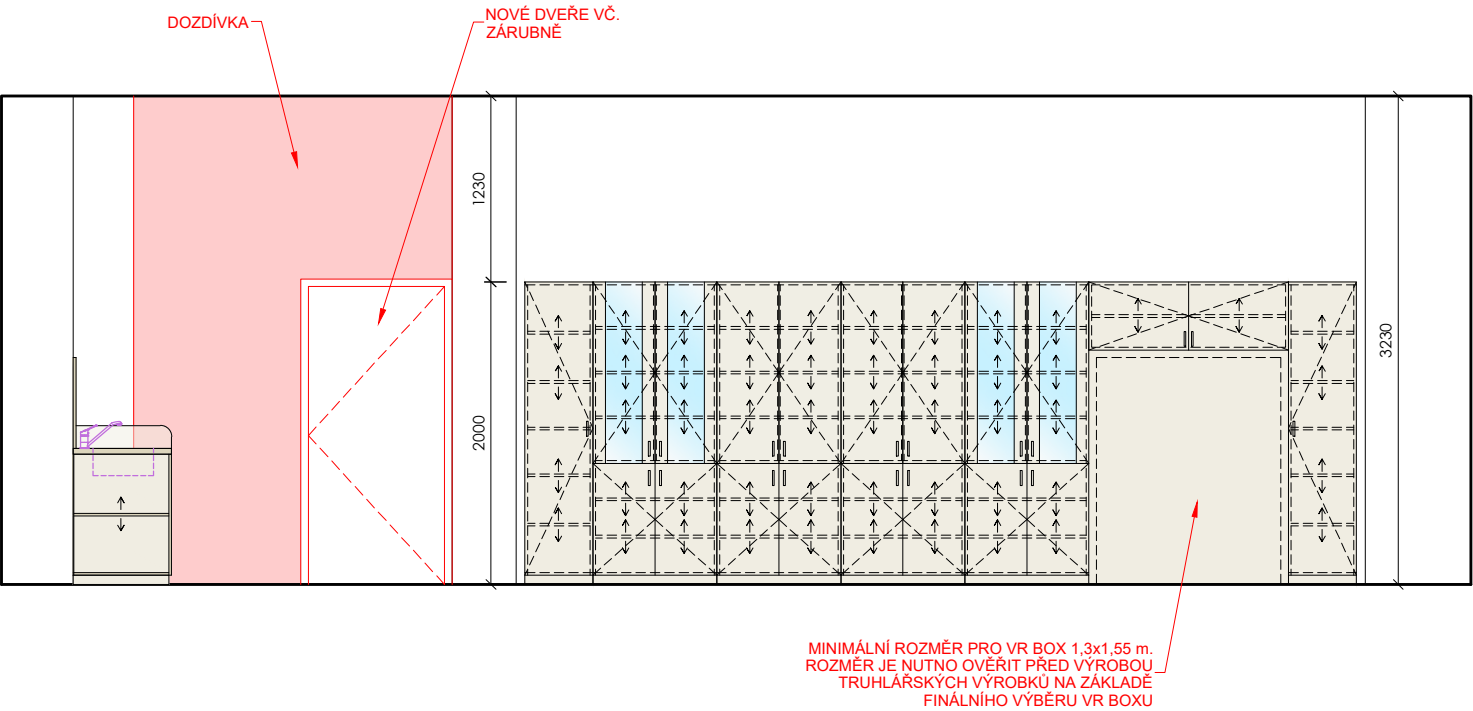 DOZDÍVKA
NOVÉ DVEŘE VČ.
ZÁRUBNĚ
1230
2000
3230
MINIMÁLNÍ ROZMĚR PRO VR BOX 1,3x1,55 m.
ROZMĚR JE NUTNO OVĚŘIT PŘED VÝROBOU
TRUHLÁŘSKÝCH VÝROBKŮ NA ZÁKLADĚ
FINÁLNÍHO VÝBĚRU VR BOXU